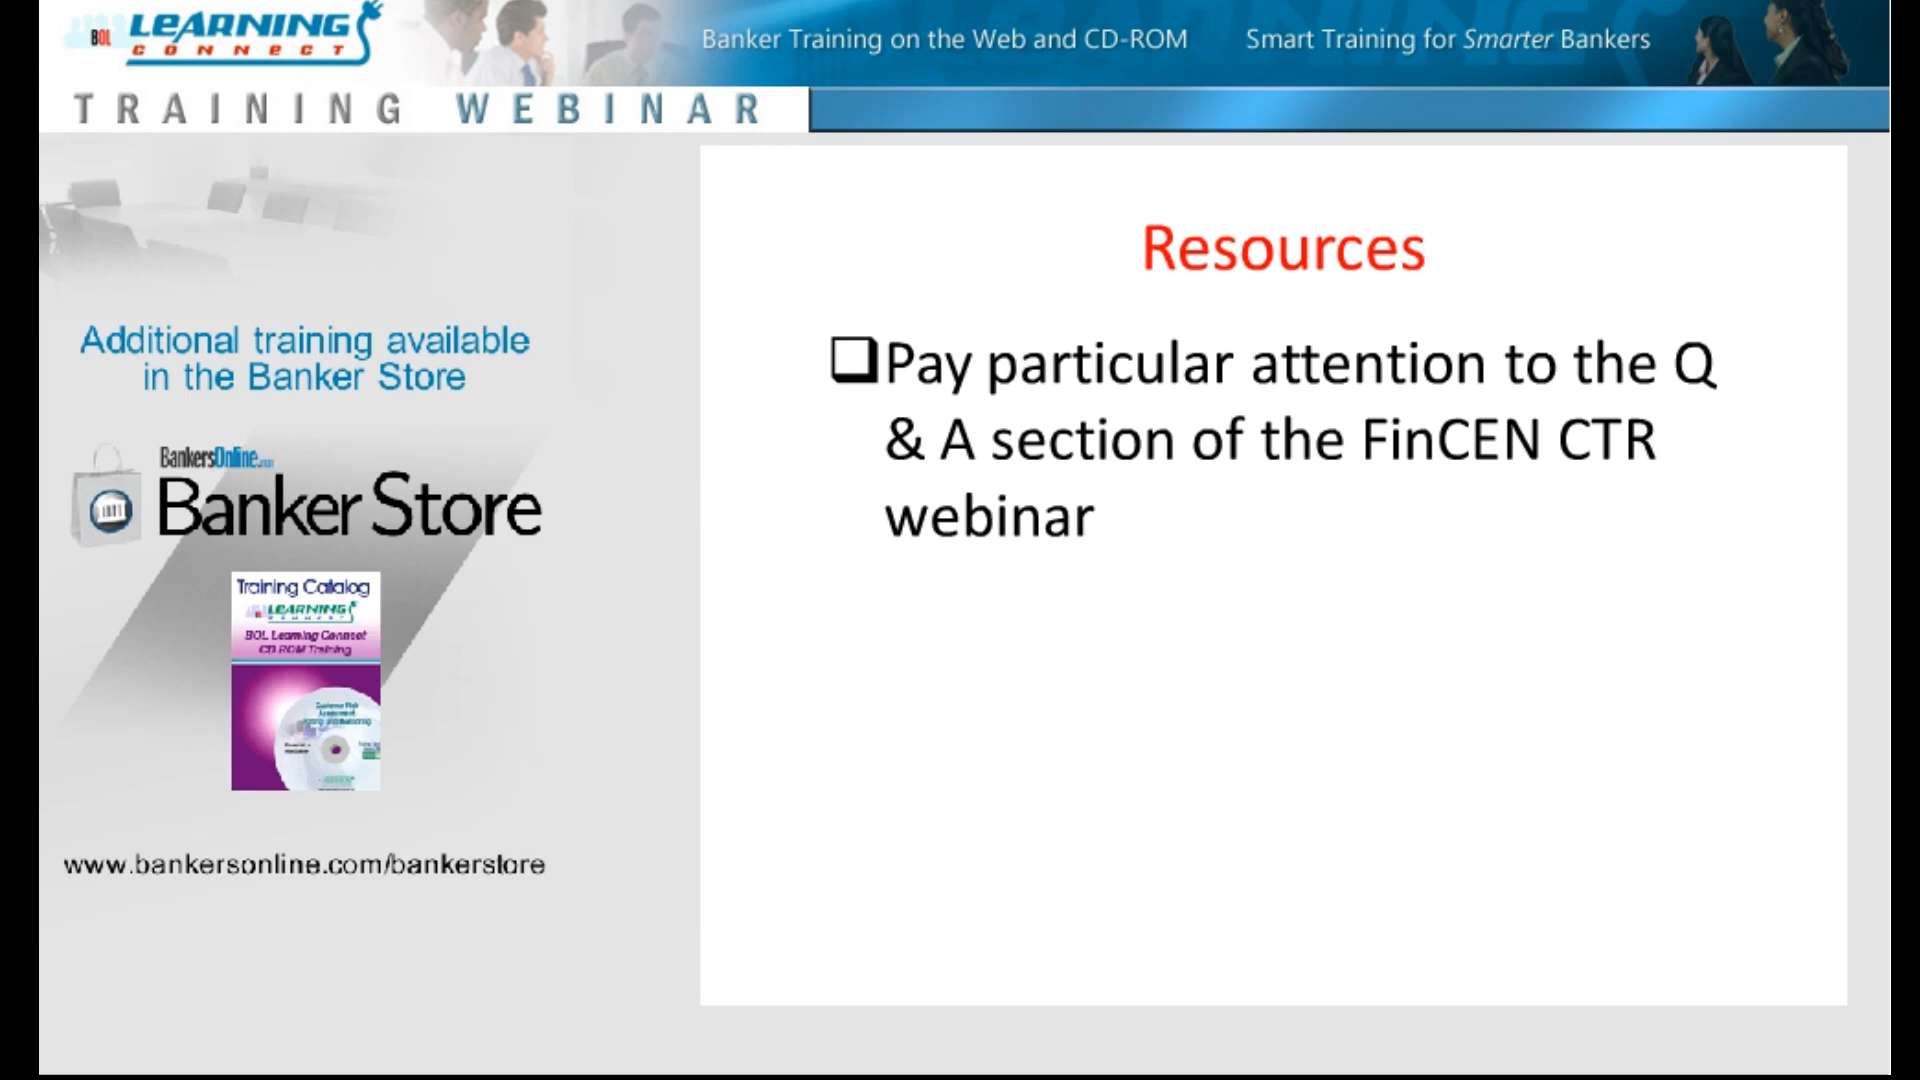 BOL LEARNING
CONNECT
Banker Training on the Web and CD-ROM
Smart Training for Smarter Bankers
TRAINING WEBINAR
Additional training available
in the Banker Store
BankersOnline.com
Banker Store
Training Catalog
LEARNING
CONNECT
BOL Learning Connect
CD ROM Training
www.bankersonline.com/bankerstore
Resources
❑Pay particular attention to the Q
& A section of the FinCEN CTR
webinar